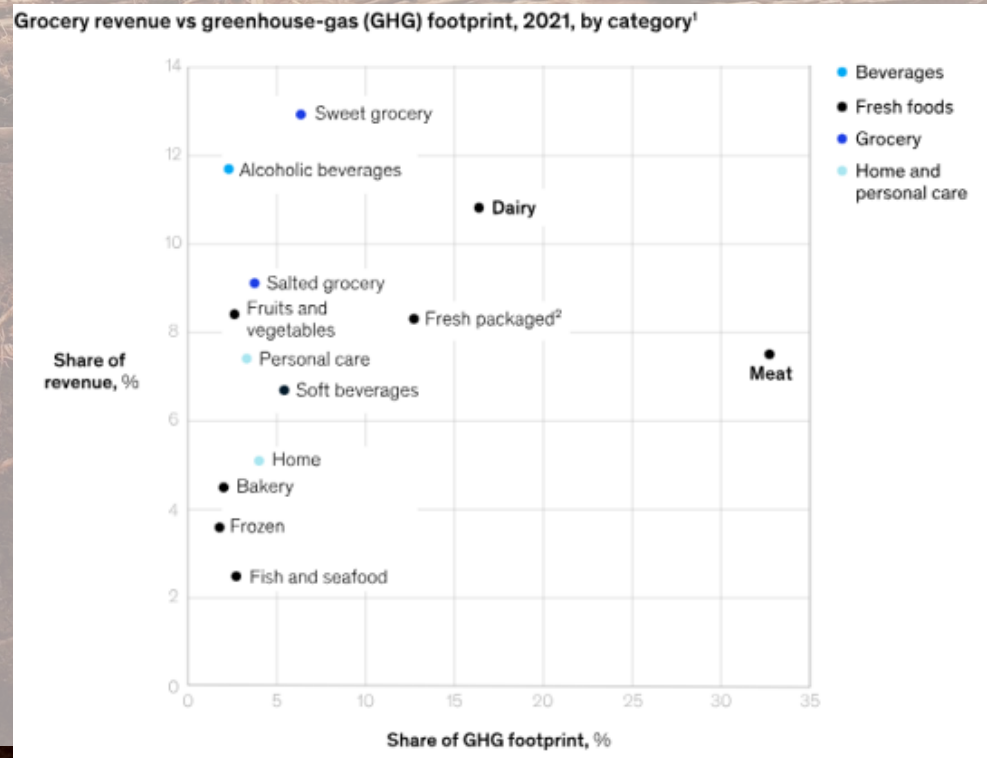 Grocery revenue vs greenhouse-gas (GHG) footprint, 2021, by category¹
14
12
10
8
6
4
2
0
Share of
revenue, %
Sweet grocery
Alcoholic beverages
Dairy
Salted grocery
Fruits and
vegetables
Fresh packaged²
Personal care
Meat
Soft beverages
Home
Bakery
Frozen
Fish and seafood
0 5 10 15 20 25 30 35
Share of GHG footprint, %
Beverages
Fresh foods
Grocery
Home and
personal care